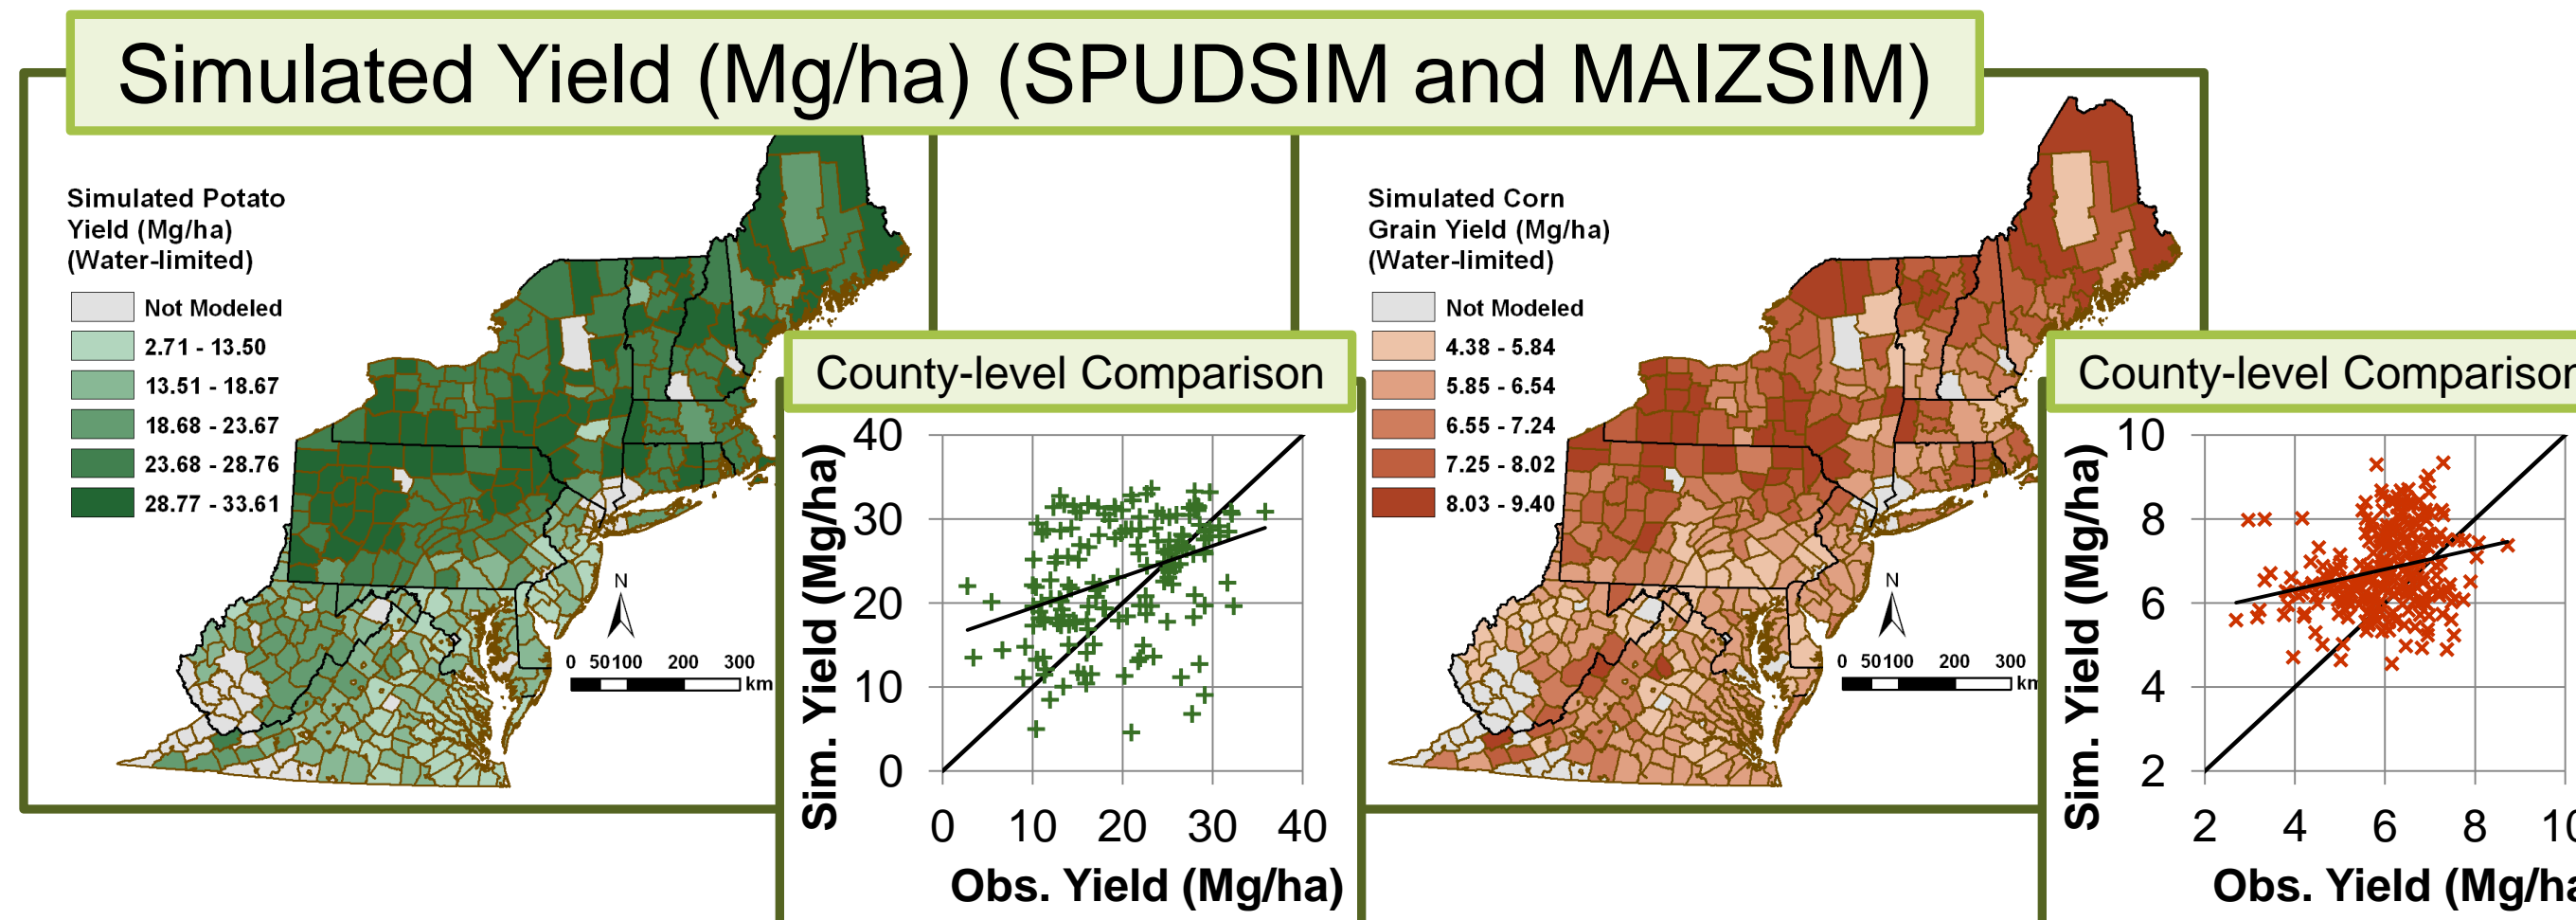 Simulated Yield (Mg/ha) (SPUDSIM and MAIZSIM)
Simulated Potato
Yield (Mg/ha)
(Water-limited)
Not Modeled
2.71 - 13.50
13.51 - 18.67
18.68 - 23.67
23.68 - 28.76
28.77 - 33.61
N
0 50 100 200 300
km
County-level Comparison
Sim. Yield (Mg/ha)
40
30
20
10
0
0 10 20 30 40
Obs. Yield (Mg/ha)
Simulated Corn
Grain Yield (Mg/ha)
(Water-limited)
Not Modeled
4.38 - 5.84
5.85 - 6.54
6.55 - 7.24
7.25 - 8.02
8.03 - 9.40
N
0 50 100 200 300
km
County-level Comparison
Sim. Yield (Mg/ha)
10
8
6
4
2
2 4 6 8 10
Obs. Yield (Mg/ha